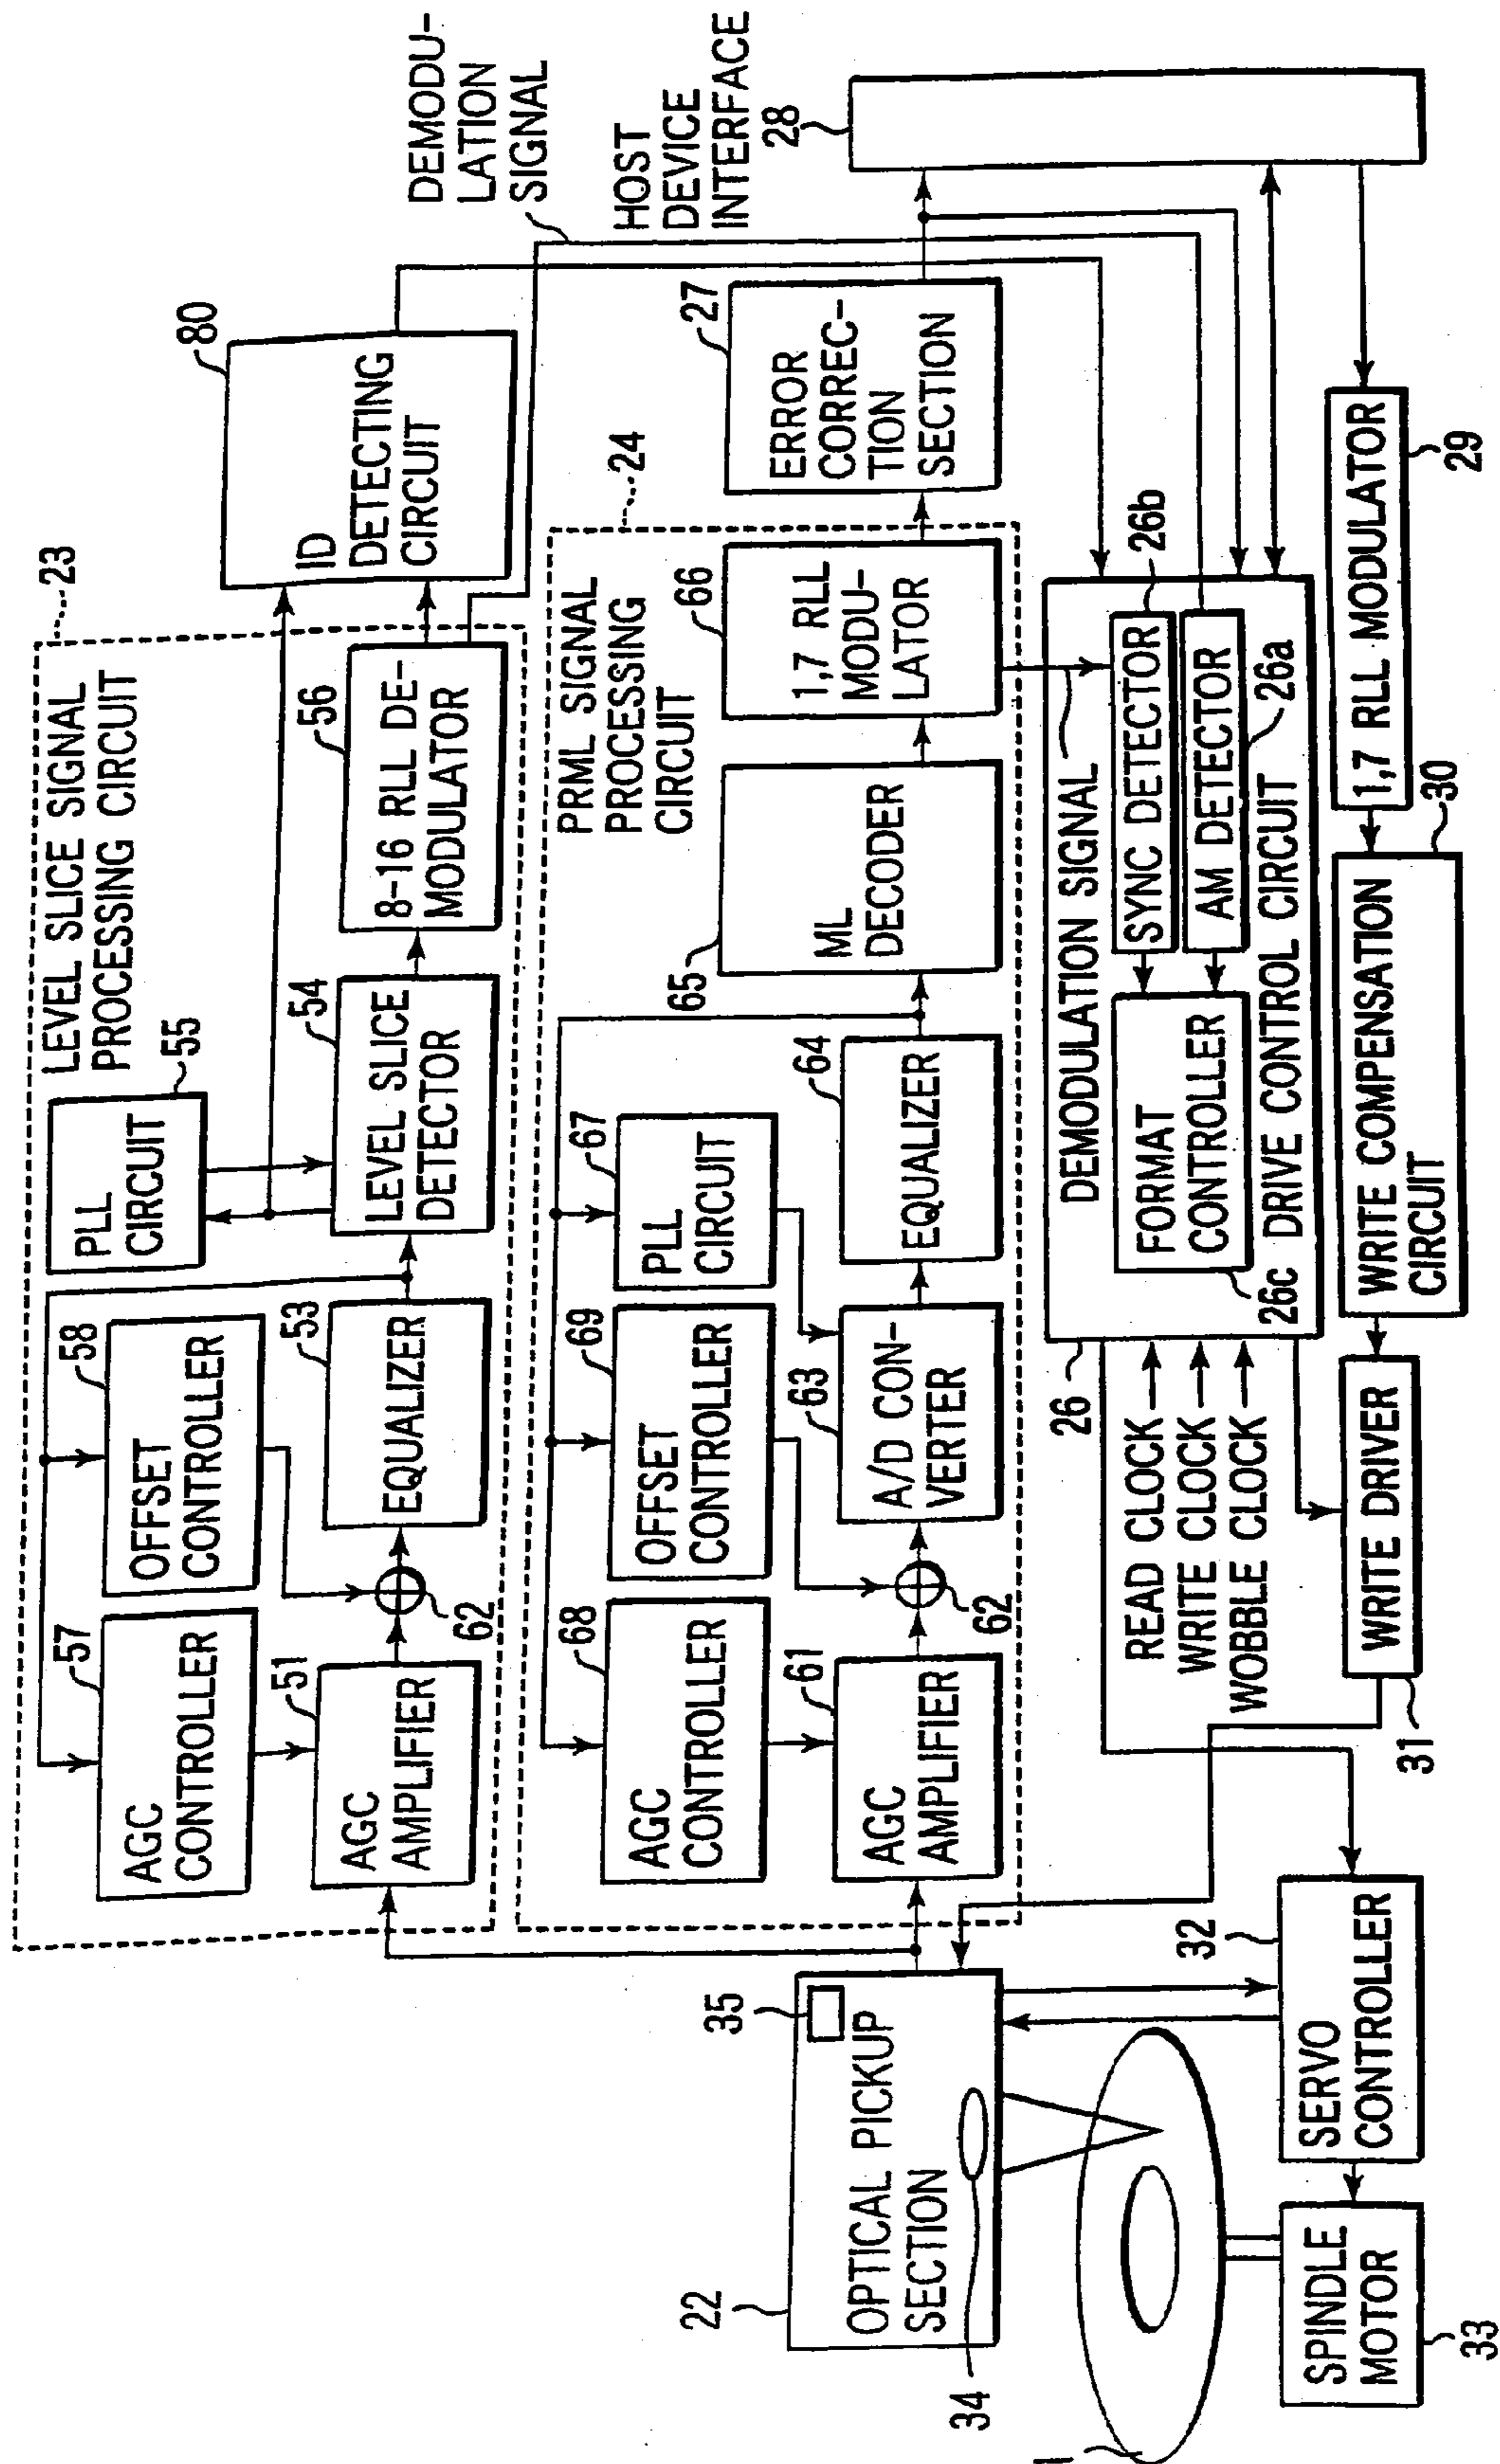 LEVEL SLICE SIGNAL
PROCESSING CIRCUIT
23
57
AGC
CONTROLLER
58
OFFSET
CONTROLLER
PLL
CIRCUIT
55
51
AGC
AMPLIFIER
62
53
EQUALIZER
54
LEVEL SLICE
DETECTOR
56
8-16 RLL DE-
MODULATOR
80
ID
DETECTING
CIRCUIT
DEMODU-
LATION
SIGNAL
PRML SIGNAL
PROCESSING
CIRCUIT
24
68
AGC
CONTROLLER
69
OFFSET
CONTROLLER
67
PLL
CIRCUIT
61
AGC
AMPLIFIER
62
63
A/D CON-
VERTER
64
EQUALIZER
65
ML
DECODER
66
1,7 RLL
MODU-
LATOR
27
ERROR
CORREC-
TION
SECTION
HOST
DEVICE
INTERFACE
28
22
35
OPTICAL PICKUP
SECTION
34
1
READ CLOCK
WRITE CLOCK
WOBBLE CLOCK
26
DEMODULATION SIGNAL
FORMAT
CONTROLLER
26c
SYNC DETECTOR
26b
AM DETECTOR
26a
DRIVE CONTROL CIRCUIT
SPINDLE
MOTOR
33
32
SERVO
CONTROLLER
WRITE DRIVER
31
WRITE COMPENSATION
CIRCUIT
30
1,7 RLL MODULATOR
29